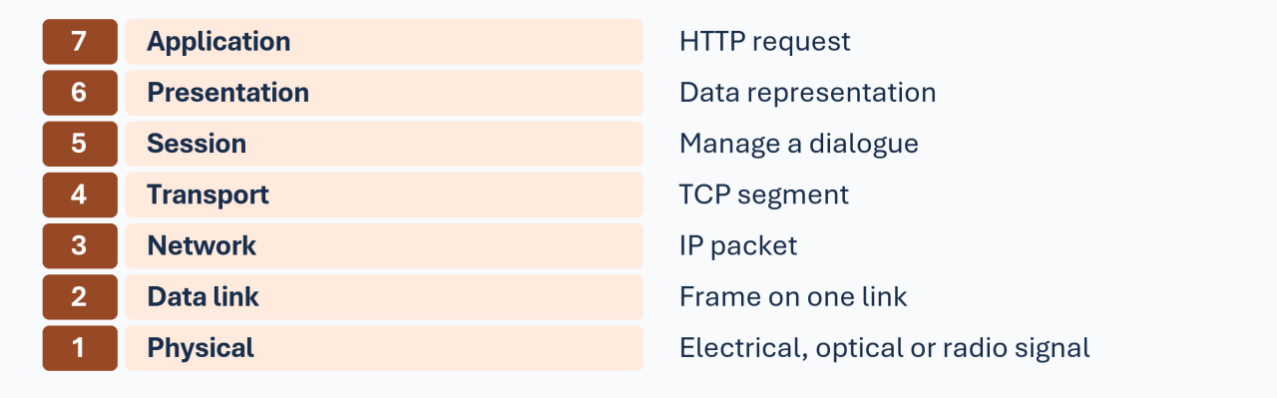 7 Application HTTP request
6 Presentation Data representation
5 Session Manage a dialogue
4 Transport TCP segment
3 Network IP packet
2 Data link Frame on one link
1 Physical Electrical, optical or radio signal